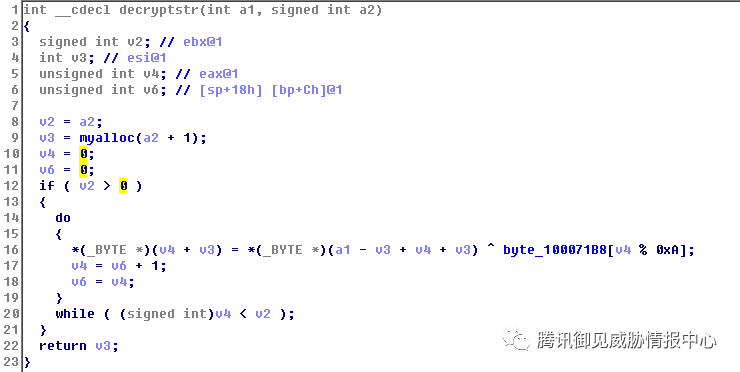 1 int __cdecl decryptstr(int a1, signed int a2)
2 {
3 signed int v2; // ebx@1
4 int v3; // esi@1
5 unsigned int v4; // eax@1
6 unsigned int v6; // [sp+18h] [bp+Ch]@1
7
8 v2 = a2;
9 v3 = myalloc(a2 + 1);
10 v4 = 0;
11 v6 = 0;
12 if ( v2 > 0 )
13 {
14 do
15 {
16 *(_BYTE *)(v4 + v3) = *(_BYTE *)(a1 - v3 + v4 + v3) ^ byte_100071B8[v4 % 0xA];
17 v4 = v6 + 1;
18 v6 = v4;
19 }
20 while ( (signed int)v4 < v2 );
21 }
22 return v3;
23 }
腾讯御见威胁情报中心